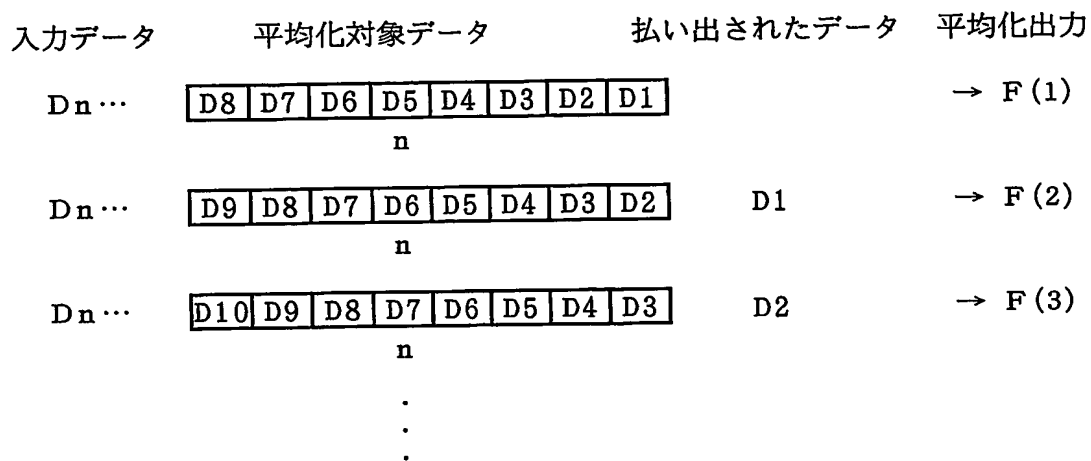 入力データ 平均化対象データ 払い出されたデータ 平均化出力
Dn… D8 D7 D6 D5 D4 D3 D2 D1 → F(1)
n
Dn… D9 D8 D7 D6 D5 D4 D3 D2 D1 → F(2)
n
Dn… D10 D9 D8 D7 D6 D5 D4 D3 D2 → F(3)
n